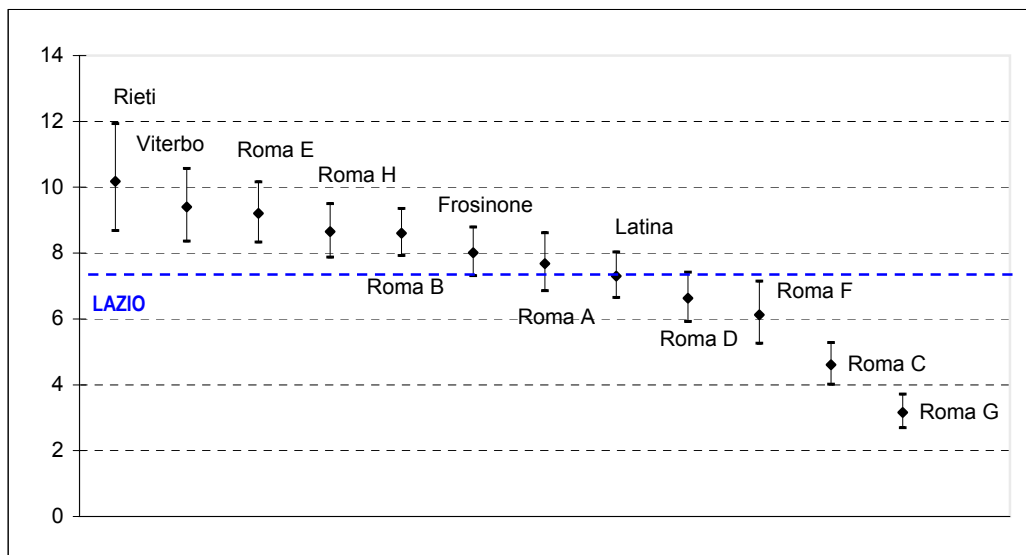 14
12
10
8
6
4
2
0
Rieti
Viterbo
Roma E
Roma H
Roma B
Frosinone
Roma A
Latina
Roma D
Roma F
Roma C
Roma G
LAZIO